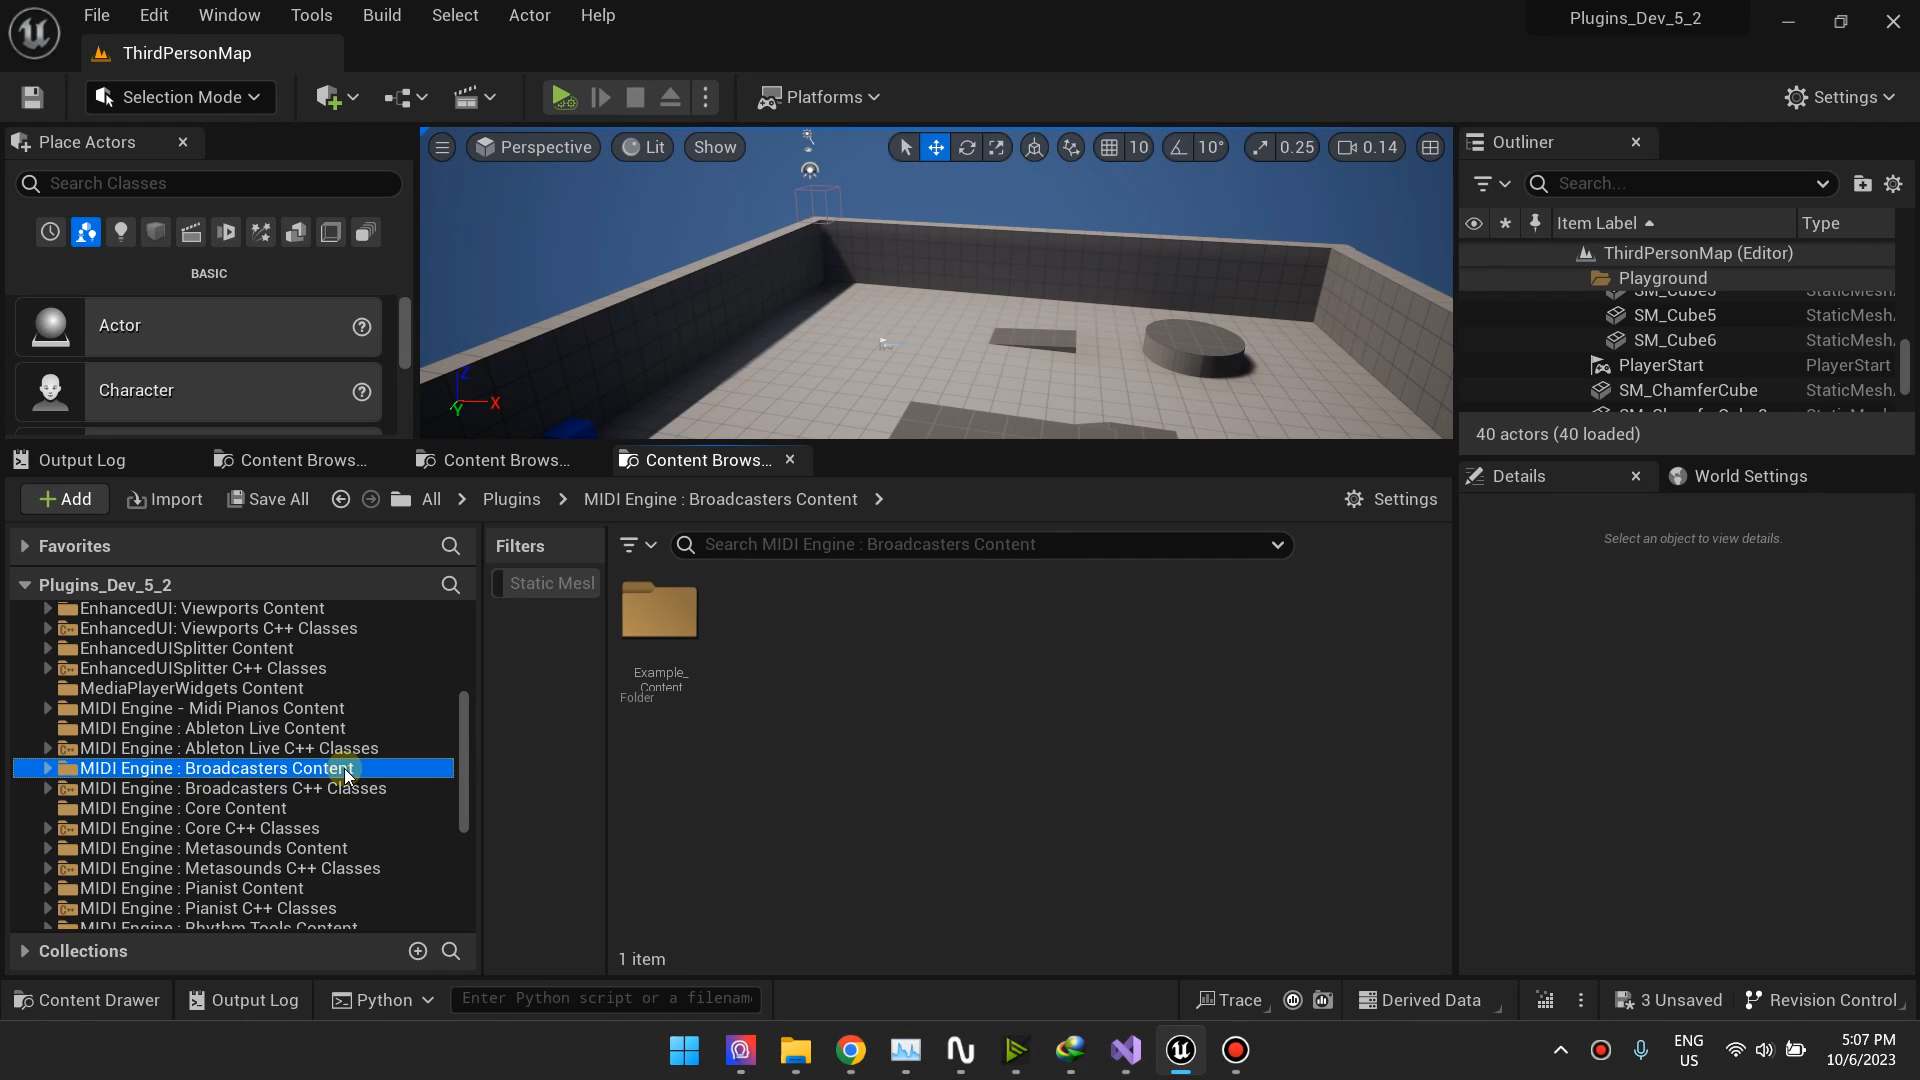 File Edit Window Tools Build Select Actor Help
Plugins_Dev_5_2
ThirdPersonMap
Selection Mode
Platforms
Settings
Place Actors
Search Classes
BASIC
Actor
Character
Perspective
Lit
Show
10
10°
0.25
0.14
Z
X
Y
Outliner
Search...
Item Label
Type
ThirdPersonMap (Editor)
Playground
SM_Cube3 StaticMesh
SM_Cube5 StaticMesh
SM_Cube6 StaticMesh
PlayerStart PlayerStart
SM_ChamferCube StaticMesh
40 actors (40 loaded)
Output Log
Content Brows...
Content Brows...
Content Brows...
Details
World Settings
Select an object to view details.
Add
Import
Save All
All
Plugins
MIDI Engine : Broadcasters Content
Settings
Favorites
Plugins_Dev_5_2
EnhancedUI: Viewports Content
EnhancedUI: Viewports C++ Classes
EnhancedUISplitter Content
EnhancedUISplitter C++ Classes
MediaPlayerWidgets Content
MIDI Engine - Midi Pianos Content
MIDI Engine : Ableton Live Content
MIDI Engine : Ableton Live C++ Classes
MIDI Engine : Broadcasters Content
MIDI Engine : Broadcasters C++ Classes
MIDI Engine : Core Content
MIDI Engine : Core C++ Classes
MIDI Engine : Metasounds Content
MIDI Engine : Metasounds C++ Classes
MIDI Engine : Pianist Content
MIDI Engine : Pianist C++ Classes
MIDI Engine : Rhythm Tools Content
Collections
Filters
Static Mesl
Search MIDI Engine : Broadcasters Content
Example_
Content
Folder
1 item
Content Drawer
Output Log
Python
Enter Python script or a filenam
Trace
Derived Data
3 Unsaved
Revision Control
ENG
US
5:07 PM
10/6/2023